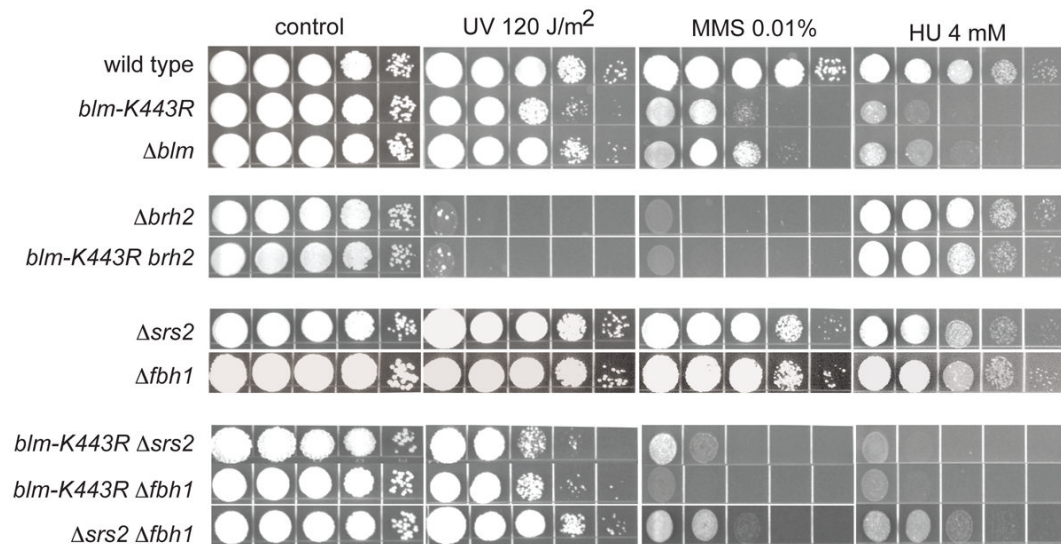 control UV 120 J/m² MMS 0.01% HU 4 mM
wild type
blm-K443R
Δblm
Δbrh2
blm-K443R brh2
Δsrs2
Δfbh1
blm-K443R Δsrs2
blm-K443R Δfbh1
Δsrs2 Δfbh1